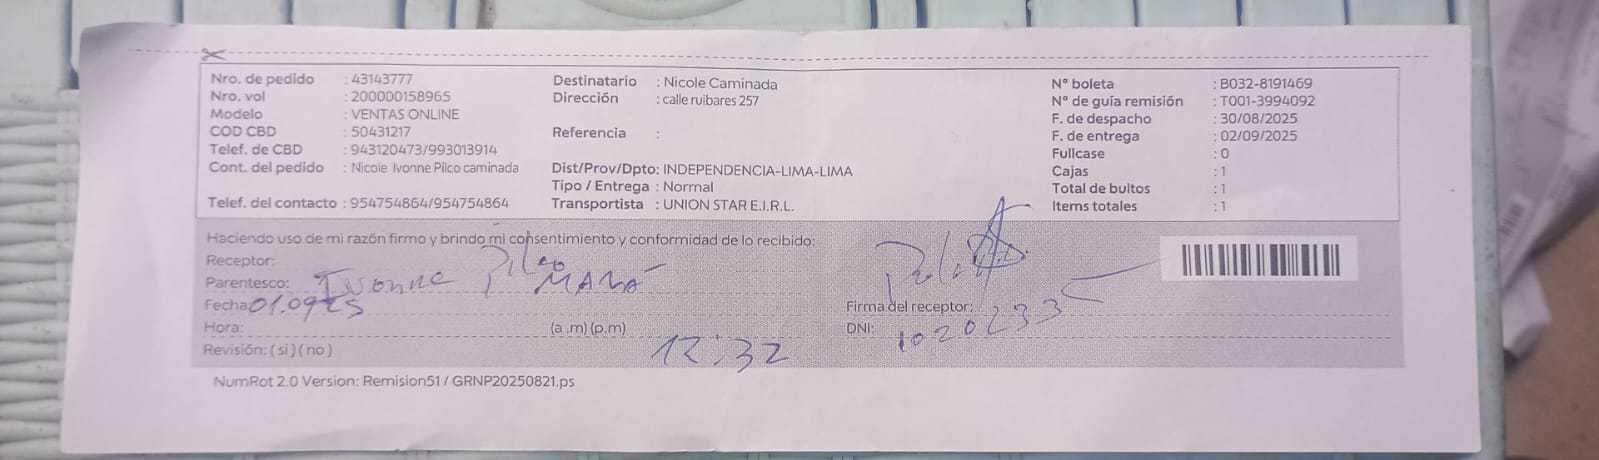 Nro. de pedido : 43143777
Nro. vol : 200000158965
Modelo : VENTAS ONLINE
COD CBD : 50431217
Telef. de CBD : 943120473/993013914
Cont. del pedido : Nicole Ivonne Pilco caminada
Telef. del contacto : 954754864/954754864
Destinatario : Nicole Caminada
Dirección : calle ruibares 257
Referencia :
Dist/Prov/Dpto: INDEPENDENCIA-LIMA-LIMA
Tipo / Entrega : Normal
Transportista : UNION STAR E.I.R.L.
N° boleta : B032-8191469
N° de guía remisión : T001-3994092
F. de despacho : 30/08/2025
F. de entrega : 02/09/2025
Fullcase : 0
Cajas : 1
Total de bultos : 1
Items totales : 1
Haciendo uso de mi razón firmo y brindo mi consentimiento y conformidad de lo recibido:
Receptor:
Parentesco: Ivonne Pilco MAMÁ
Fecha 01.09
Firma del receptor:
Hora: (a .m) (p.m) 12:32
DNI: 10202335
Revisión: ( si ) ( no )
NumRot 2.0 Version: Remision51 / GRNP20250821.ps